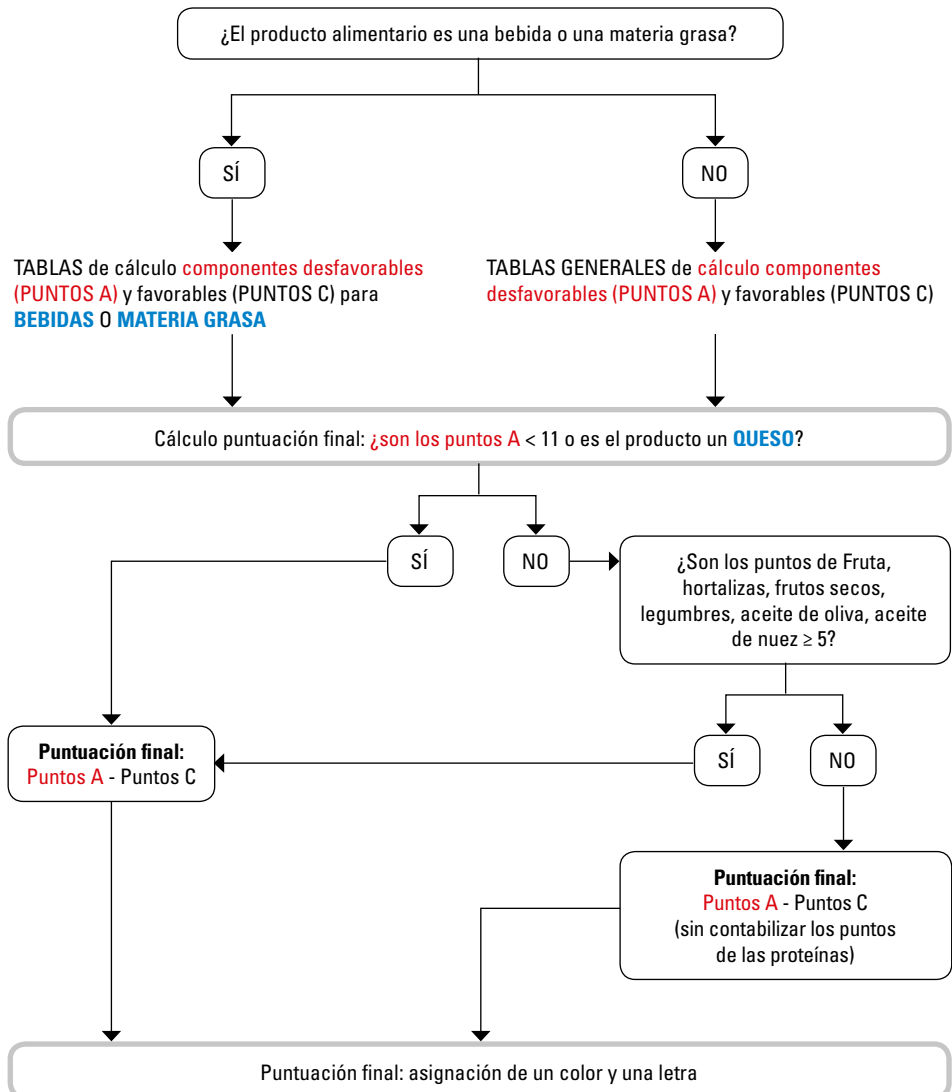 ¿El producto alimentario es una bebida o una materia grasa?
SÍ
NO
TABLAS de cálculo componentes desfavorables
(PUNTOS A) y favorables (PUNTOS C) para
BEBIDAS O MATERIA GRASA
TABLAS GENERALES de cálculo componentes
desfavorables (PUNTOS A) y favorables (PUNTOS C)
Cálculo puntuación final: ¿son los puntos A < 11 o es el producto un QUESO?
SÍ
NO
¿Son los puntos de Fruta,
hortalizas, frutos secos,
legumbres, aceite de oliva, aceite
de nuez ≥ 5?
Puntuación final:
Puntos A - Puntos C
SÍ
NO
Puntuación final:
Puntos A - Puntos C
(sin contabilizar los puntos
de las proteínas)
Puntuación final: asignación de un color y una letra